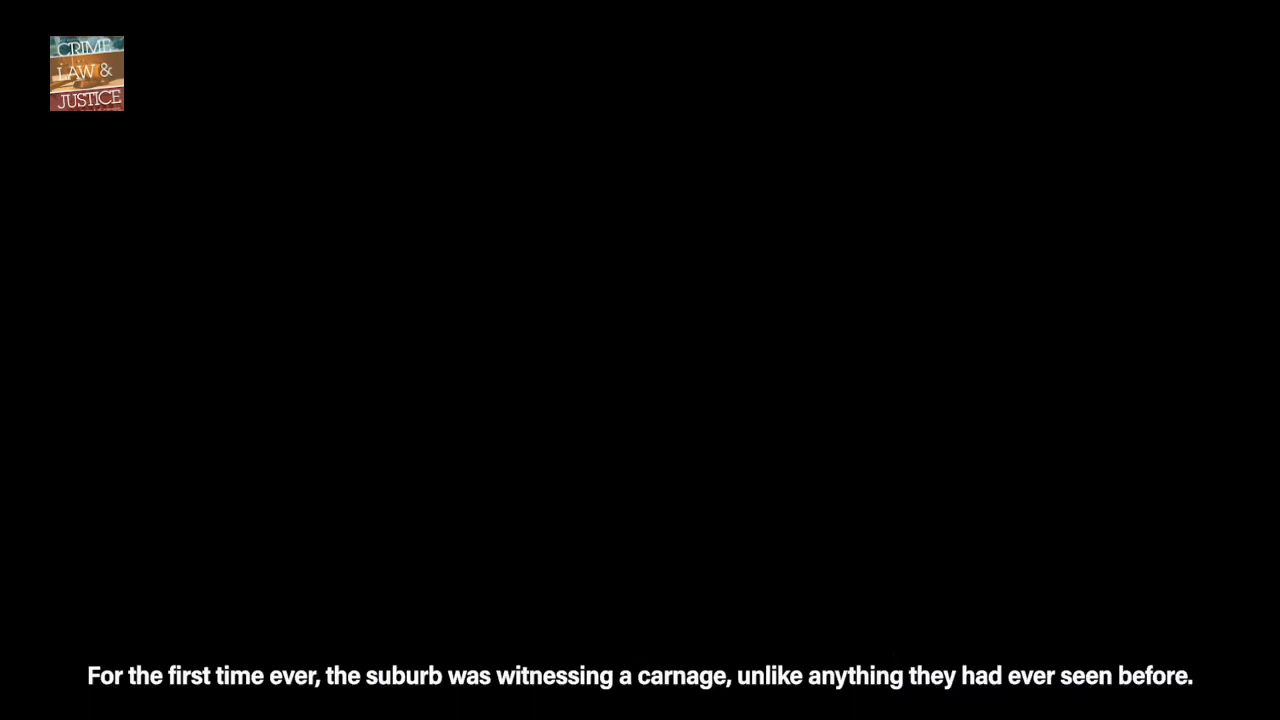 CRIME
LAW &
JUSTICE
For the first time ever, the suburb was witnessing a carnage, unlike anything they had ever seen before.